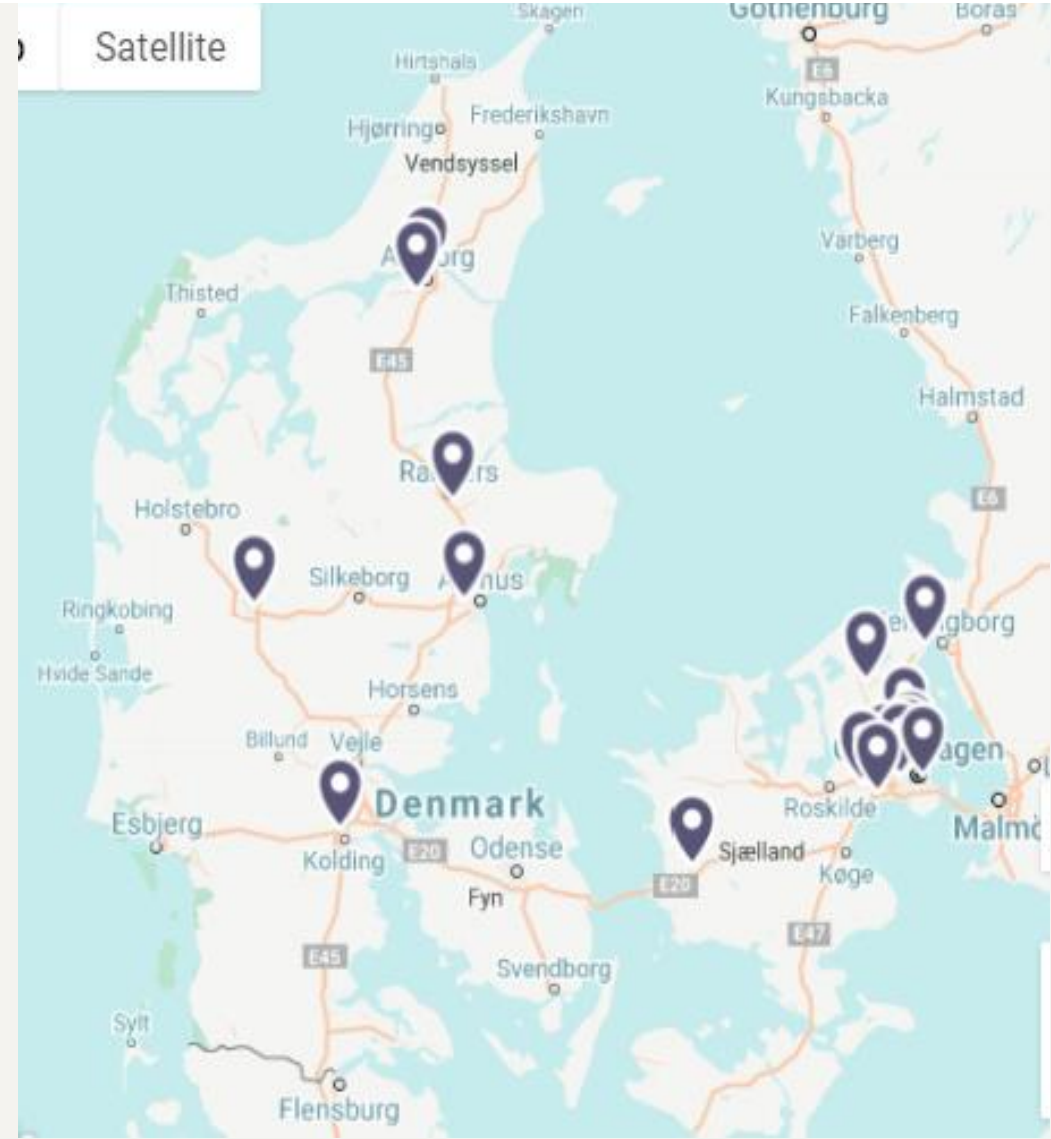 Satellite
Skagen
Gothenburg
Borås
Hirtshals
E6
Kungsbacka
Hjørring
Frederikshavn
Vendsyssel
Varberg
Thisted
Falkenberg
E45
Halmstad
E6
Holstebro
Silkeborg
Ringkobing
Hvide Sande
Horsens
Billund
Vejle
Denmark
Roskilde
Esbjerg
Malmö
Kolding
E20
Odense
Sjælland
Køge
Fyn
E20
E47
E45
Svendborg
Sylt
Flensburg